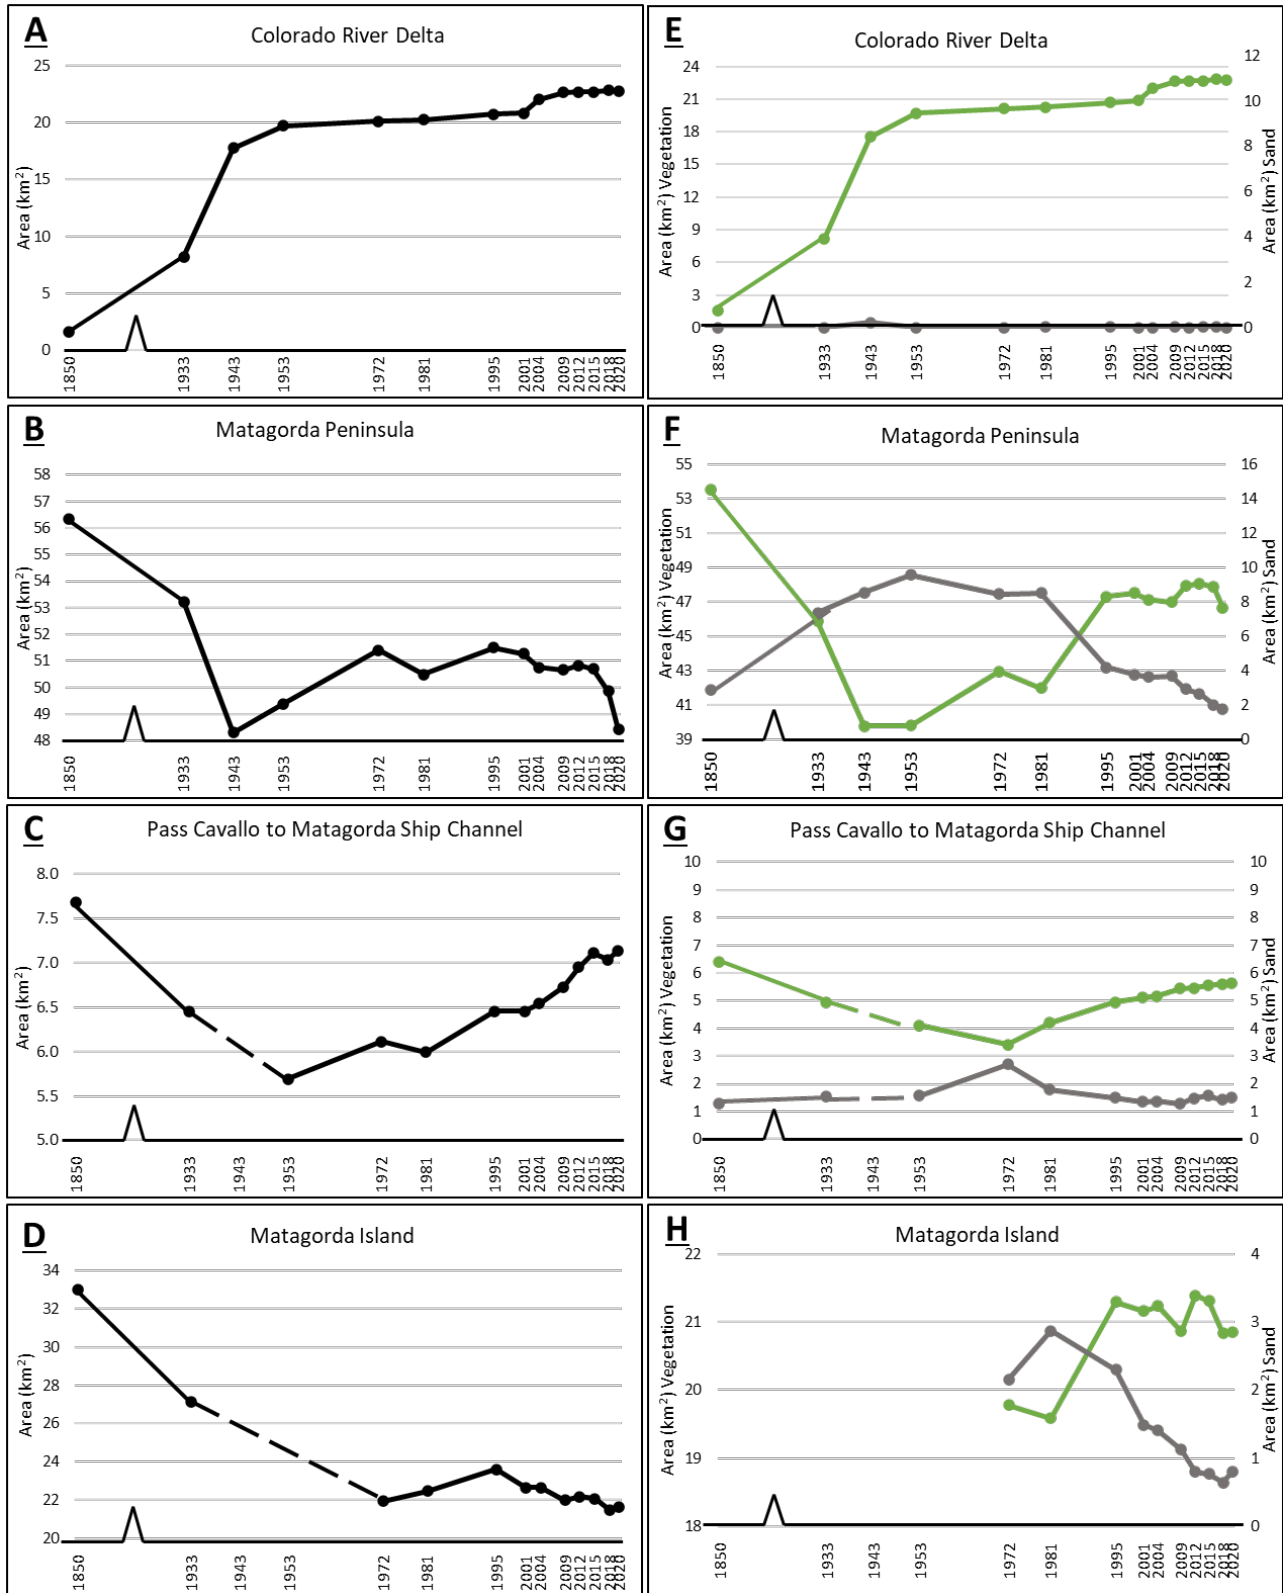 A
Colorado River Delta
Area (km²)
25
20
15
10
5
0
1850 1933 1943 1953 1972 1981 1995 2001 2004 2009 2012 2015 2018 2020
E
Colorado River Delta
Area (km²) Vegetation
24
21
18
15
12
9
6
3
0
Area (km²) Sand
12
10
8
6
4
2
0
1850 1933 1943 1953 1972 1981 1995 2001 2004 2009 2012 2015 2018 2020
B
Matagorda Peninsula
Area (km²)
58
57
56
55
54
53
52
51
50
49
48
1850 1933 1943 1953 1972 1981 1995 2001 2004 2009 2012 2015 2018 2020
F
Matagorda Peninsula
Area (km²) Vegetation
55
53
51
49
47
45
43
41
39
Area (km²) Sand
16
14
12
10
8
6
4
2
0
1850 1933 1943 1953 1972 1981 1995 2001 2004 2009 2012 2015 2018 2020
C
Pass Cavallo to Matagorda Ship Channel
Area (km²)
8.0
7.5
7.0
6.5
6.0
5.5
5.0
1850 1933 1943 1953 1972 1981 1995 2001 2004 2009 2012 2015 2018 2020
G
Pass Cavallo to Matagorda Ship Channel
Area (km²) Vegetation
10
9
8
7
6
5
4
3
2
1
0
Area (km²) Sand
10
9
8
7
6
5
4
3
2
1
0
1850 1933 1943 1953 1972 1981 1995 2001 2004 2009 2012 2015 2018 2020
D
Matagorda Island
Area (km²)
34
32
30
28
26
24
22
20
1850 1933 1943 1953 1972 1981 1995 2001 2004 2009 2012 2015 2018 2020
H
Matagorda Island
Area (km²) Vegetation
22
21
20
19
18
Area (km²) Sand
4
3
2
1
0
1850 1933 1943 1953 1972 1981 1995 2001 2004 2009 2012 2015 2018 2020